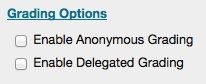 Grading Options
Enable Anonymous Grading
Enable Delegated Grading